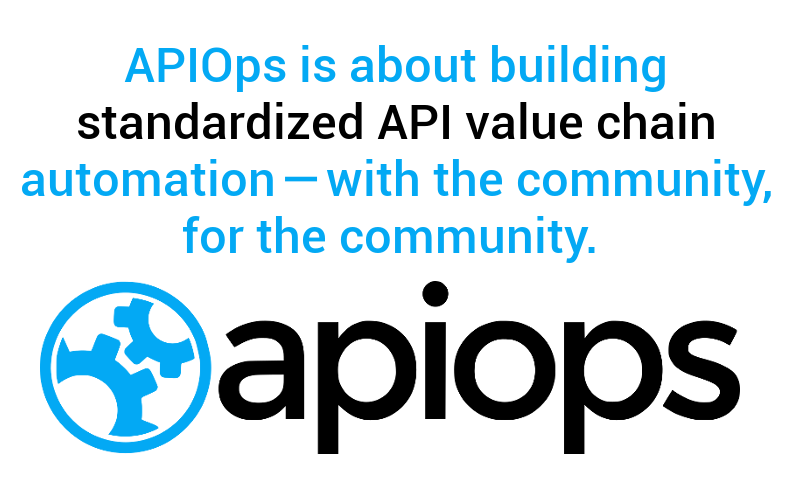 APIOps is about building
standardized API value chain
automation — with the community,
for the community.
apiops